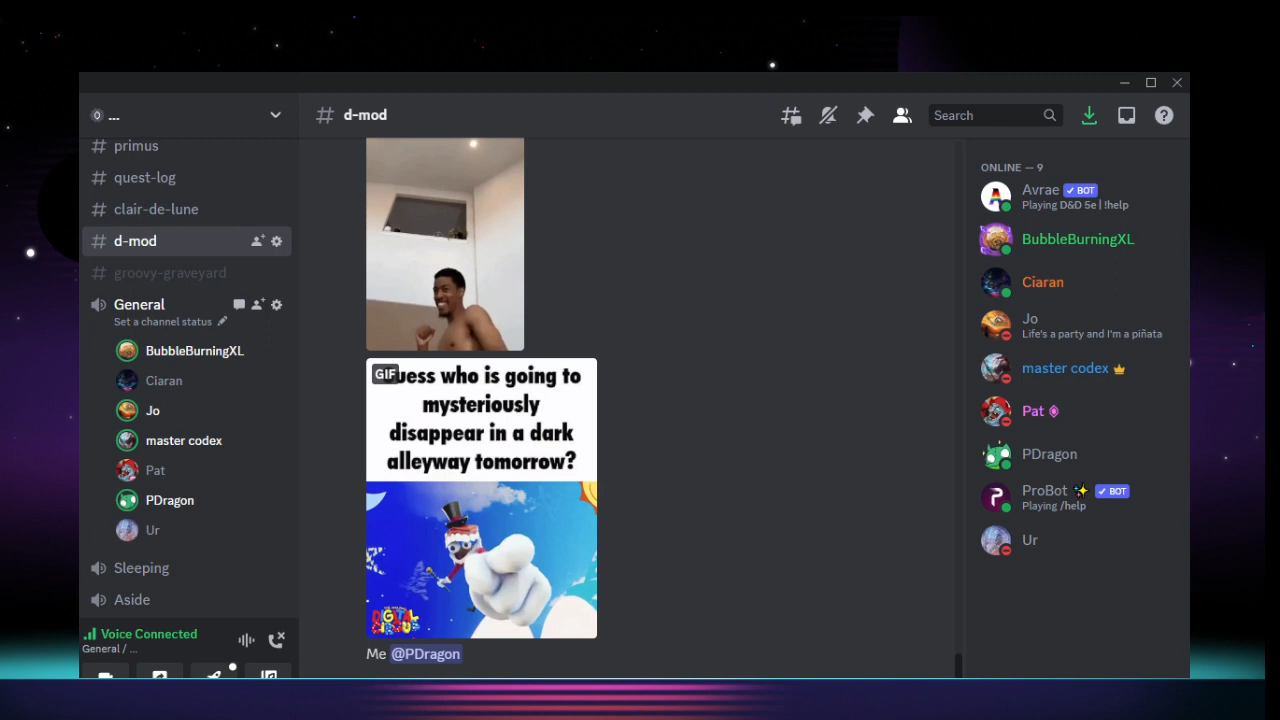 ...
primus
quest-log
clair-de-lune
d-mod
groovy-graveyard
General
Set a channel status
BubbleBurningXL
Ciaran
Jo
master codex
Pat
PDragon
Ur
Sleeping
Aside
Voice Connected
General / ...
# d-mod
Search
GIF
uess who is going to
mysteriously
disappear in a dark
alleyway tomorrow?
DIGITAL
Me @PDragon
ONLINE — 9
Avrae ✓ BOT
Playing D&D 5e | !help
BubbleBurningXL
Ciaran
Jo
Life's a party and I'm a piñata
master codex
Pat
PDragon
ProBot ✨ ✓ BOT
Playing /help
Ur